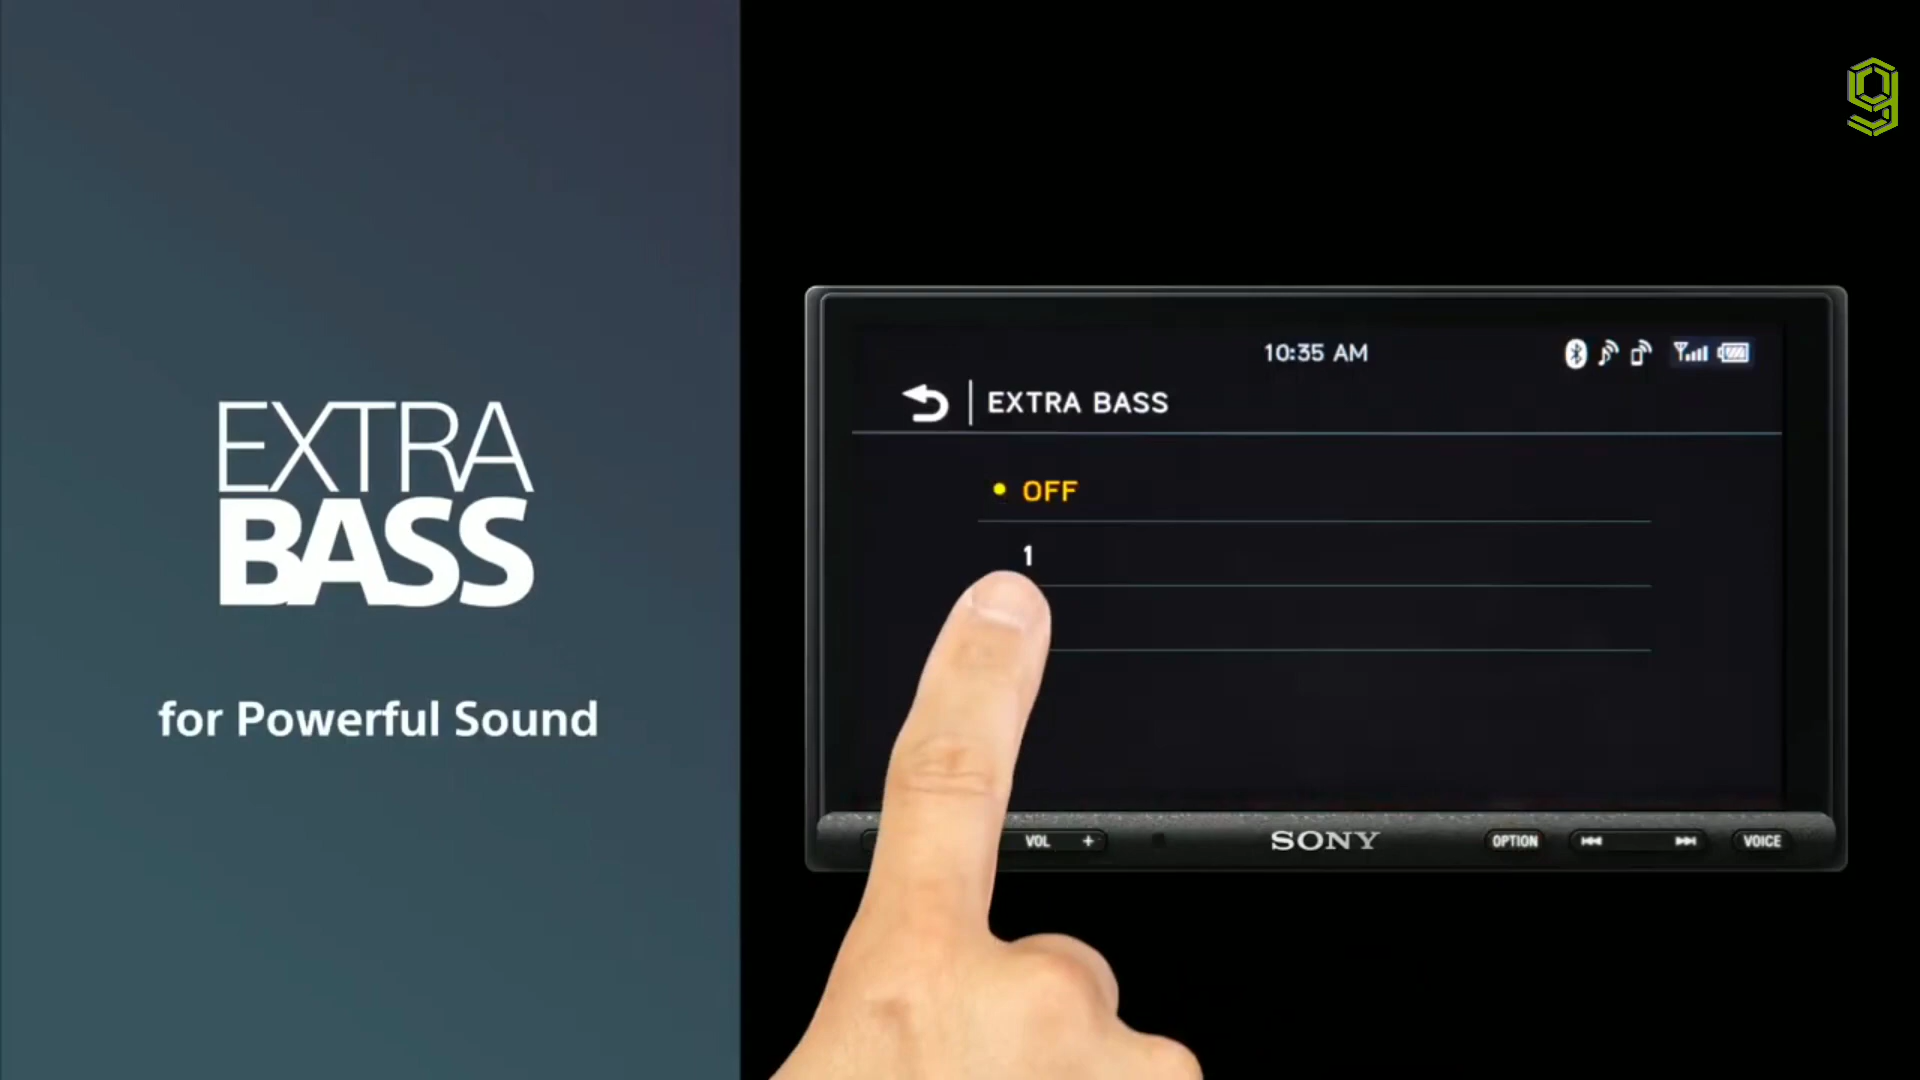 EXTRA
BASS
for Powerful Sound
10:35 AM
EXTRA BASS
OFF
1
VOL +
SONY
OPTION
VOICE